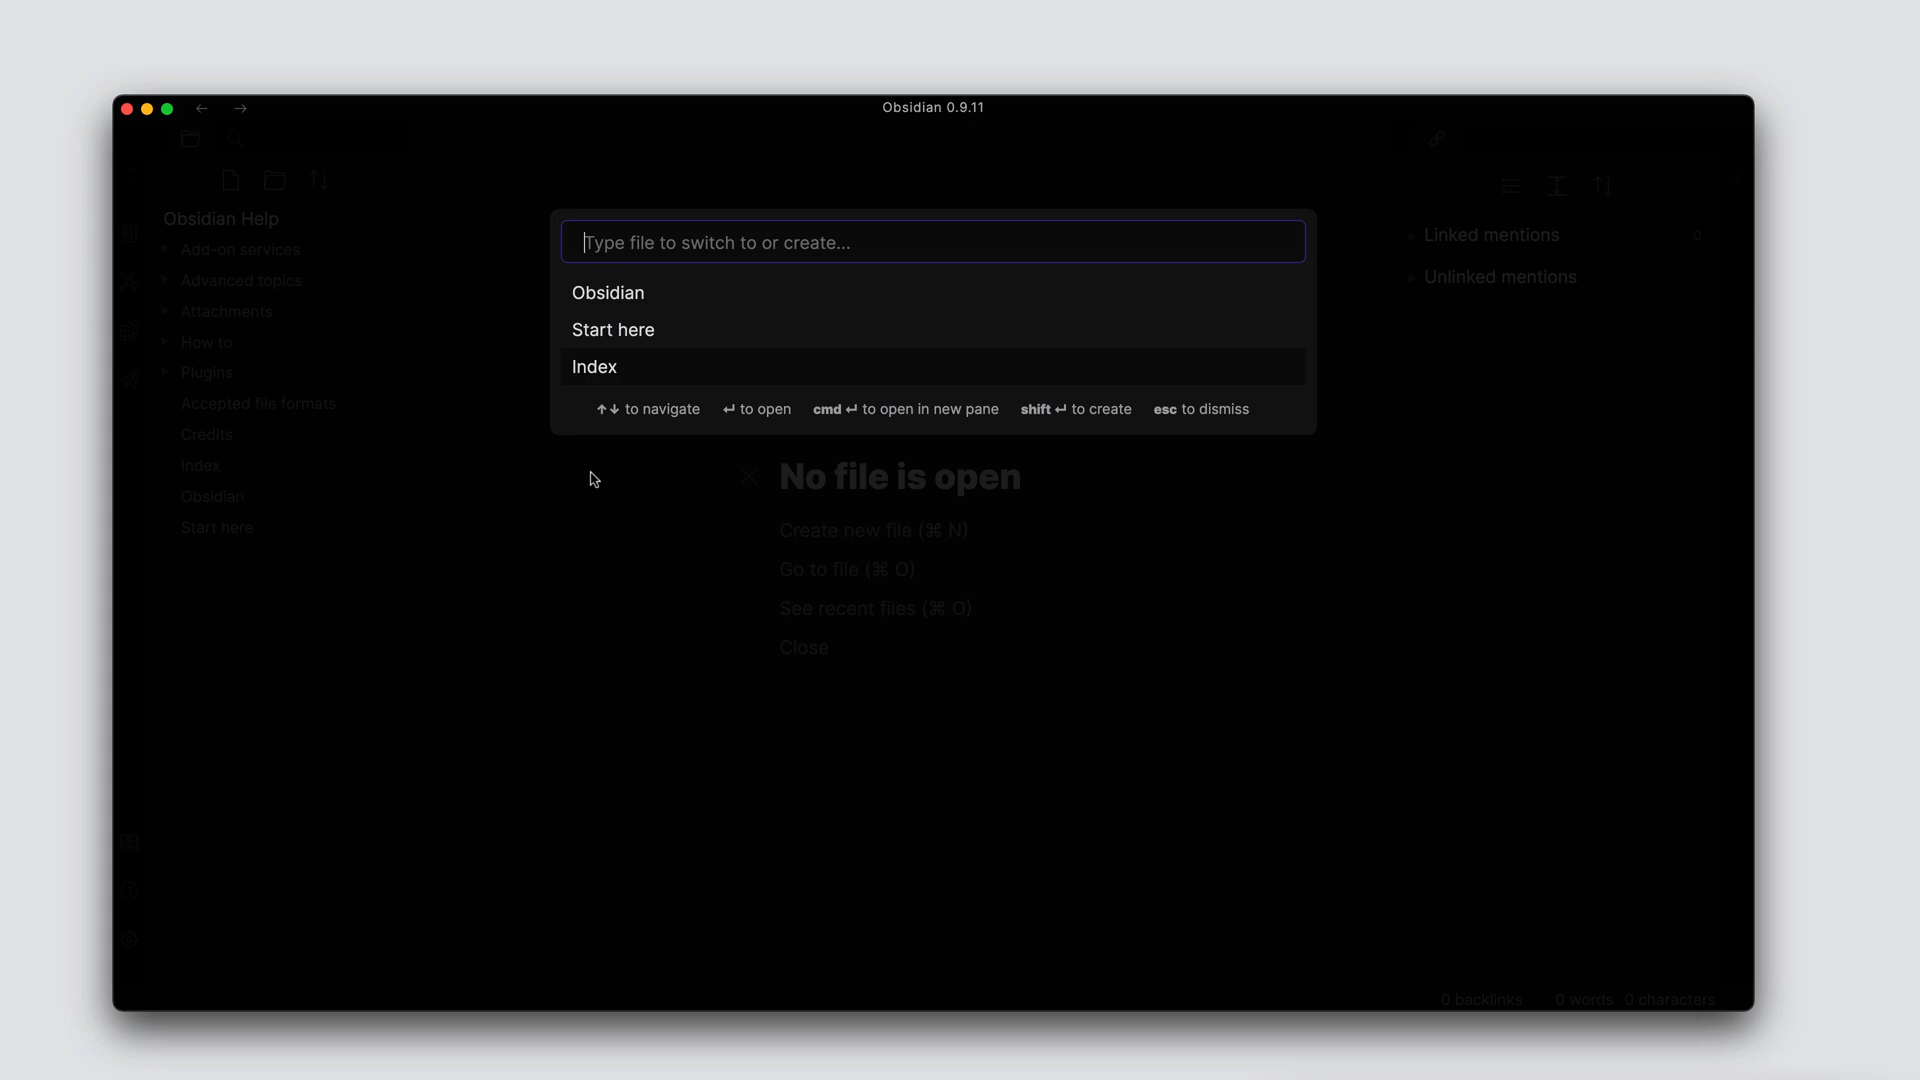 Obsidian 0.9.11
Obsidian Help
Add-on services
Advanced topics
Attachments
How to
Plugins
Accepted file formats
Credits
Index
Obsidian
Start here
Type file to switch to or create...
Obsidian
Start here
Index
↑↓ to navigate ↵ to open cmd ↵ to open in new pane shift ↵ to create esc to dismiss
No file is open
Create new file (⌘ N)
Go to file (⌘ O)
See recent files (⌘ O)
Close
Linked mentions 0
Unlinked mentions
0 backlinks 0 words 0 characters